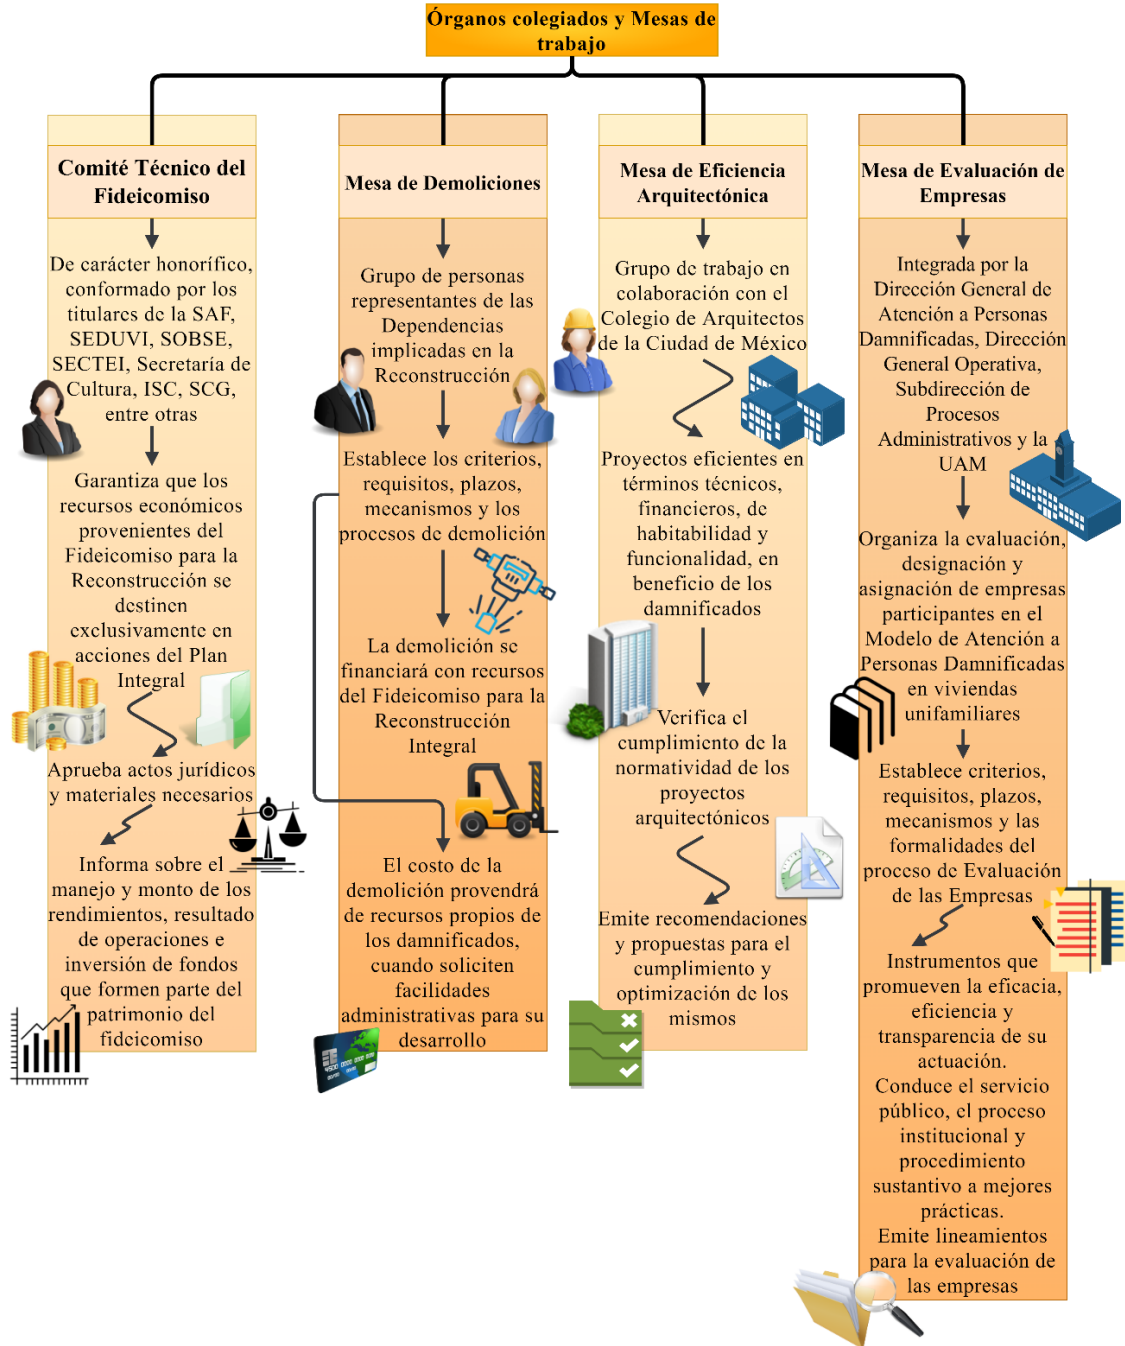 Órganos colegiados y Mesas de
trabajo
Comité Técnico del
Fideicomiso
De carácter honorífico,
conformado por los
titulares de la SAF,
SEDUVI, SOBSE,
SECTEI, Secretaría de
Cultura, ISC, SCG,
entre otras
Garantiza que los
recursos económicos
provenientes del
Fideicomiso para la
Reconstrucción se
destinen
exclusivamente en
acciones del Plan
Integral
Aprueba actos jurídicos
y materiales necesarios
Informa sobre el
manejo y monto de los
rendimientos, resultado
de operaciones e
inversión de fondos
que formen parte del
patrimonio del
fideicomiso
Mesa de Demoliciones
Grupo de personas
representantes de las
Dependencias
implicadas en la
Reconstrucción
Establece los criterios,
requisitos, plazos,
mecanismos y los
procesos de demolición
La demolición se
financiará con recursos
del Fideicomiso para la
Reconstrucción
Integral
El costo de la
demolición provendrá
de recursos propios de
los damnificados,
cuando soliciten
facilidades
administrativas para su
desarrollo
Mesa de Eficiencia
Arquitectónica
Grupo de trabajo en
colaboración con el
Colegio de Arquitectos
de la Ciudad de México
Proyectos eficientes en
términos técnicos,
financieros, de
habitabilidad y
funcionalidad, en
beneficio de los
damnificados
Verifica el
cumplimiento de la
normatividad de los
proyectos
arquitectónicos
Emite recomendaciones
y propuestas para el
cumplimiento y
optimización de los
mismos
Mesa de Evaluación de
Empresas
Integrada por la
Dirección General de
Atención a Personas
Damnificadas, Dirección
General Operativa,
Subdirección de
Procesos
Administrativos y la
UAM
Organiza la evaluación,
designación y
asignación de empresas
participantes en el
Modelo de Atención a
Personas Damnificadas
en viviendas
unifamiliares
Establece criterios,
requisitos, plazos,
mecanismos y las
formalidades del
proceso de Evaluación
de las Empresas
Instrumentos que
promueven la eficacia,
eficiencia y
transparencia de su
actuación.
Conduce el servicio
público, el proceso
institucional y
procedimiento
sustantivo a mejores
prácticas.
Emite lineamientos
para la evaluación de
las empresas